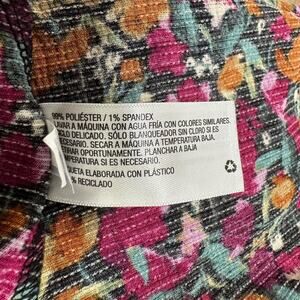 99% POLIÉSTER / 1% SPANDEX
LAVAR A MÁQUINA CON AGUA FRÍA CON COLORES SIMILARES.
CICLO DELICADO. SÓLO BLANQUEADOR SIN CLORO SI ES
NECESARIO. SECAR A MÁQUINA A TEMPERATURA BAJA.
RETIRAR OPORTUNAMENTE. PLANCHAR A BAJA
TEMPERATURA SI ES NECESARIO.
ETIQUETA ELABORADA CON PLÁSTICO
% RECICLADO